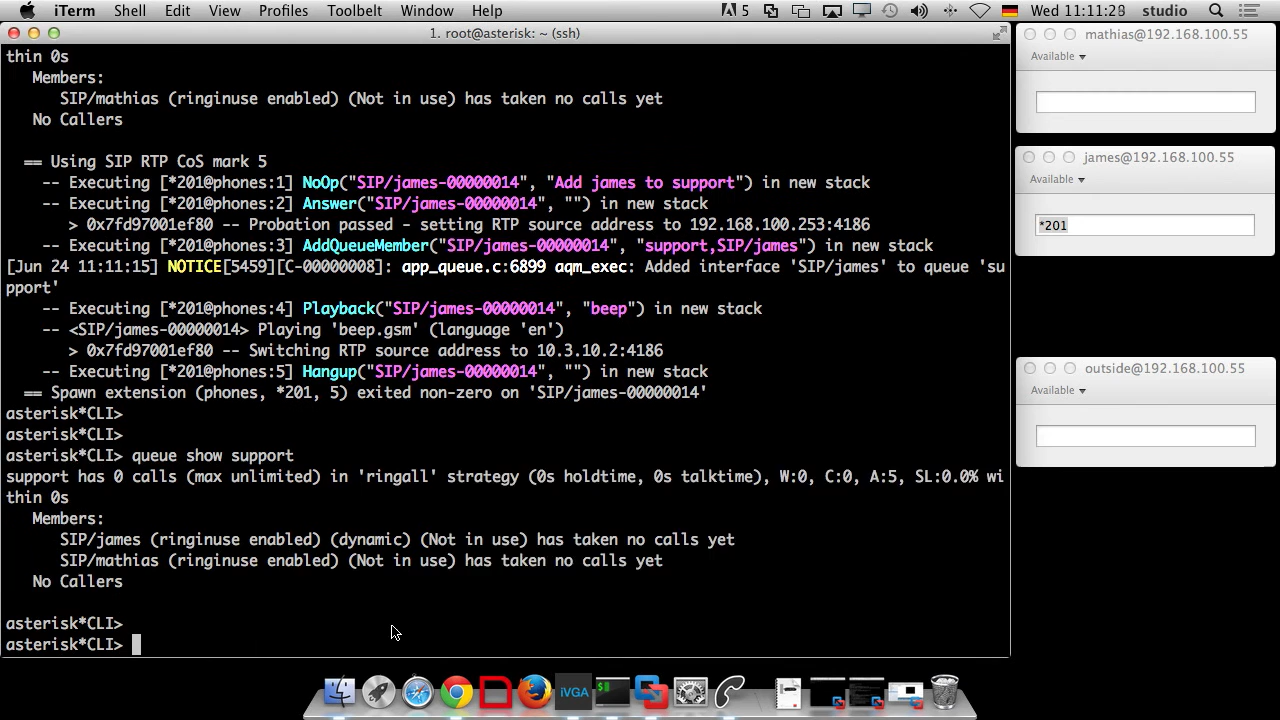 iTerm Shell Edit View Profiles Toolbelt Window Help 5 Wed 11:11:23 studio
1. root@asterisk: ~ (ssh)
thin 0s
Members:
SIP/mathias (ringinuse enabled) (Not in use) has taken no calls yet
No Callers
== Using SIP RTP CoS mark 5
-- Executing [*201@phones:1] NoOp("SIP/james-00000014", "Add james to support") in new stack
-- Executing [*201@phones:2] Answer("SIP/james-00000014", "") in new stack
> 0x7fd97001ef80 -- Probation passed - setting RTP source address to 192.168.100.253:4186
-- Executing [*201@phones:3] AddQueueMember("SIP/james-00000014", "support,SIP/james") in new stack
[Jun 24 11:11:15] NOTICE[5459][C-00000008]: app_queue.c:6899 aqm_exec: Added interface 'SIP/james' to queue 'su
pport'
-- Executing [*201@phones:4] Playback("SIP/james-00000014", "beep") in new stack
-- <SIP/james-00000014> Playing 'beep.gsm' (language 'en')
> 0x7fd97001ef80 -- Switching RTP source address to 10.3.10.2:4186
-- Executing [*201@phones:5] Hangup("SIP/james-00000014", "") in new stack
== Spawn extension (phones, *201, 5) exited non-zero on 'SIP/james-00000014'
asterisk*CLI>
asterisk*CLI>
asterisk*CLI> queue show support
support has 0 calls (max unlimited) in 'ringall' strategy (0s holdtime, 0s talktime), W:0, C:0, A:5, SL:0.0% wi
thin 0s
Members:
SIP/james (ringinuse enabled) (dynamic) (Not in use) has taken no calls yet
SIP/mathias (ringinuse enabled) (Not in use) has taken no calls yet
No Callers
asterisk*CLI>
asterisk*CLI>
mathias@192.168.100.55
Available
james@192.168.100.55
Available
*201
outside@192.168.100.55
Available
iVGA